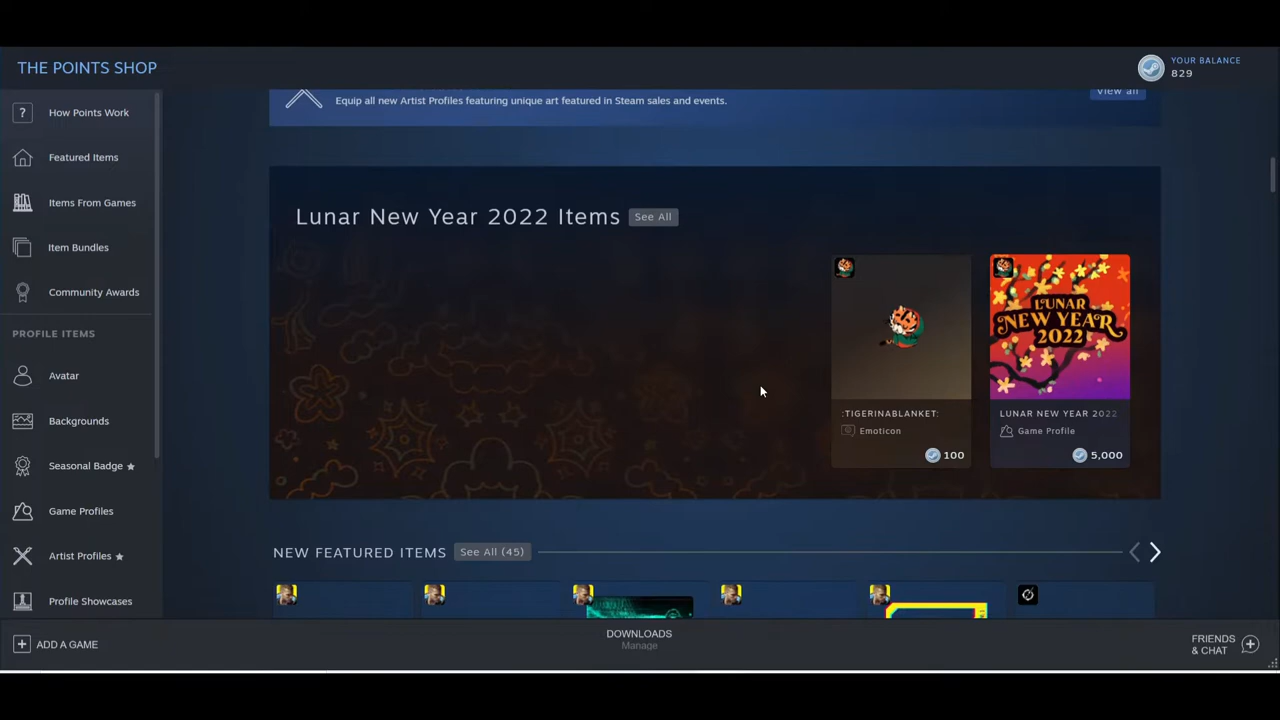 THE POINTS SHOP
YOUR BALANCE
829
?
How Points Work
Featured Items
Items From Games
Item Bundles
Community Awards
PROFILE ITEMS
Avatar
Backgrounds
Seasonal Badge
Game Profiles
Artist Profiles
Profile Showcases
Equip all new Artist Profiles featuring unique art featured in Steam sales and events.
View all
Lunar New Year 2022 Items
See All
:TIGERINABLANKET:
Emoticon
100
LUNAR
NEW YEAR
2022
LUNAR NEW YEAR 2022
Game Profile
5,000
NEW FEATURED ITEMS
See All (45)
ADD A GAME
DOWNLOADS
Manage
FRIENDS
& CHAT